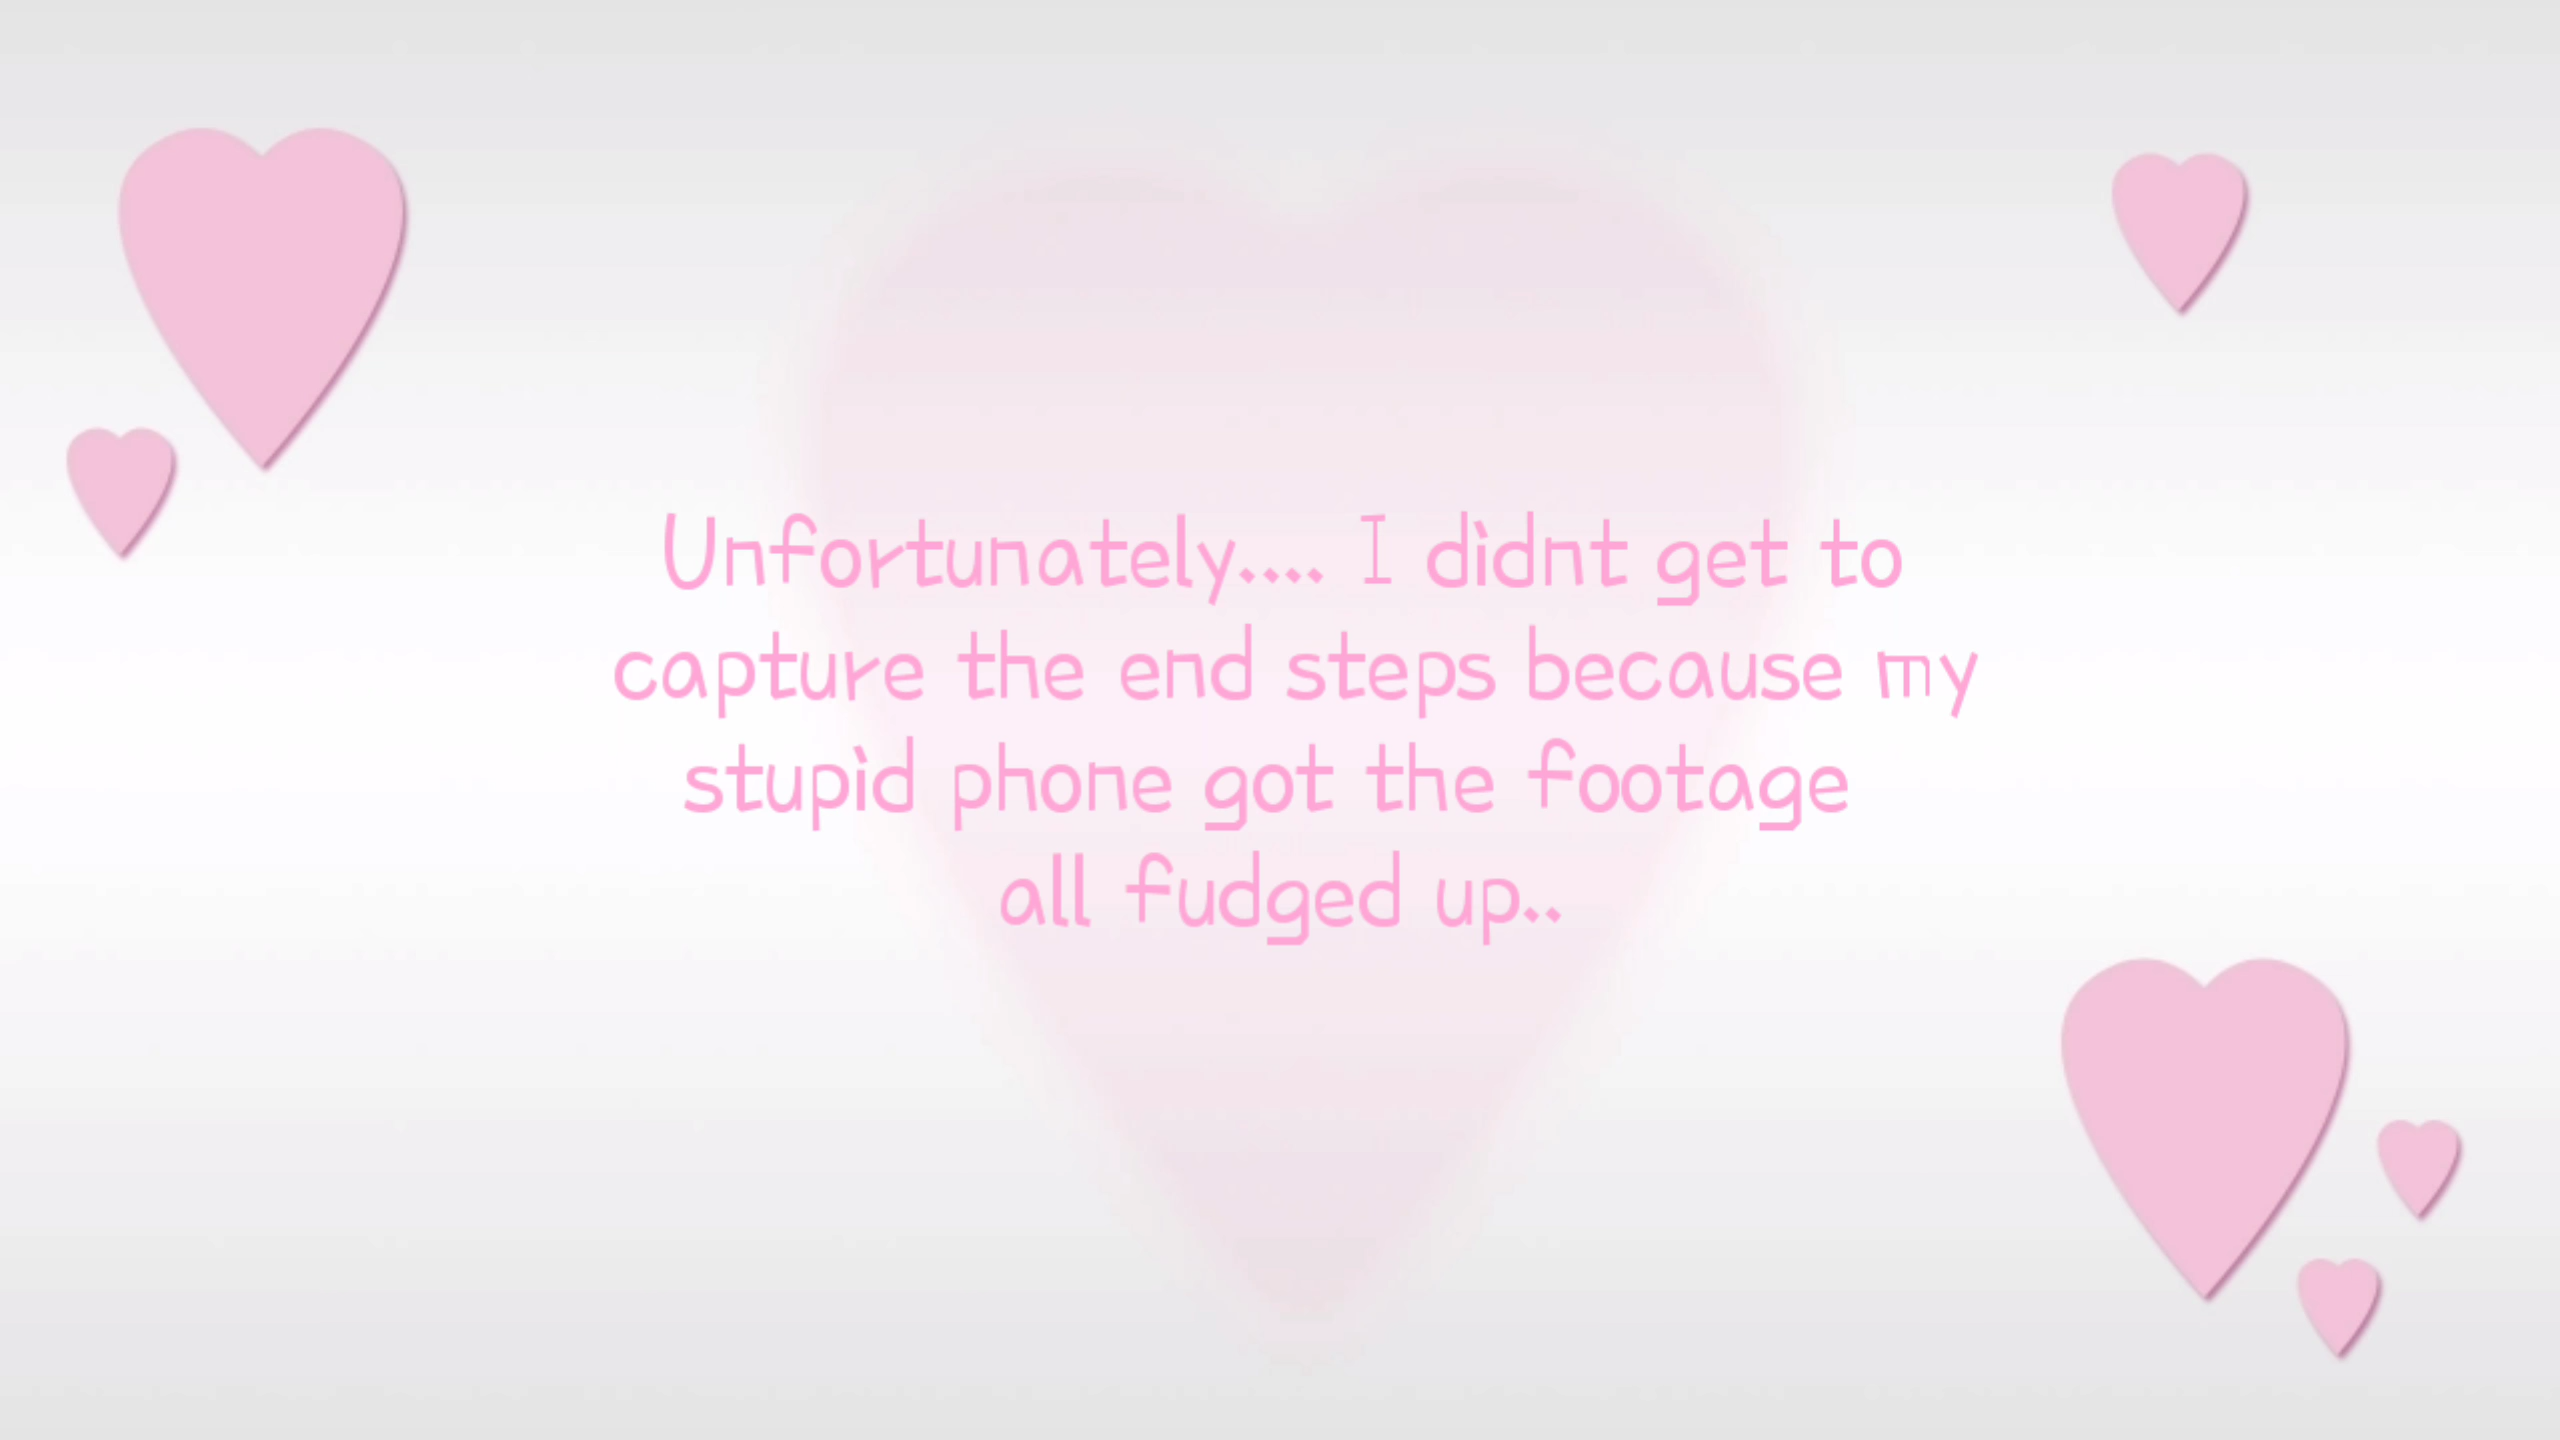 Unfortunately.... I didnt get to
capture the end steps because my
stupid phone got the footage
all fudged up..